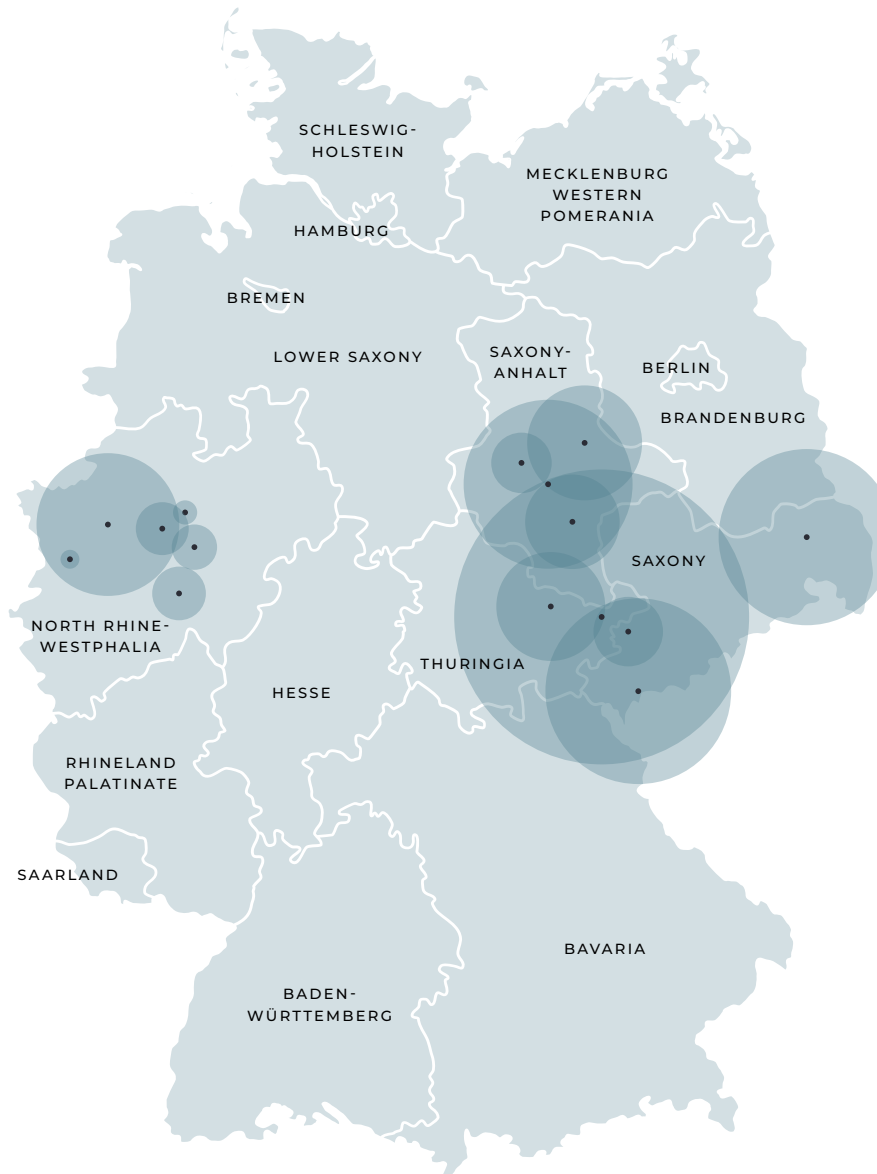 SCHLESWIG-
HOLSTEIN
MECKLENBURG
WESTERN
POMERANIA
HAMBURG
BREMEN
LOWER SAXONY
SAXONY-
ANHALT
BERLIN
BRANDENBURG
SAXONY
NORTH RHINE-
WESTPHALIA
THURINGIA
HESSE
RHINELAND
PALATINATE
SAARLAND
BAVARIA
BADEN-
WÜRTTEMBERG